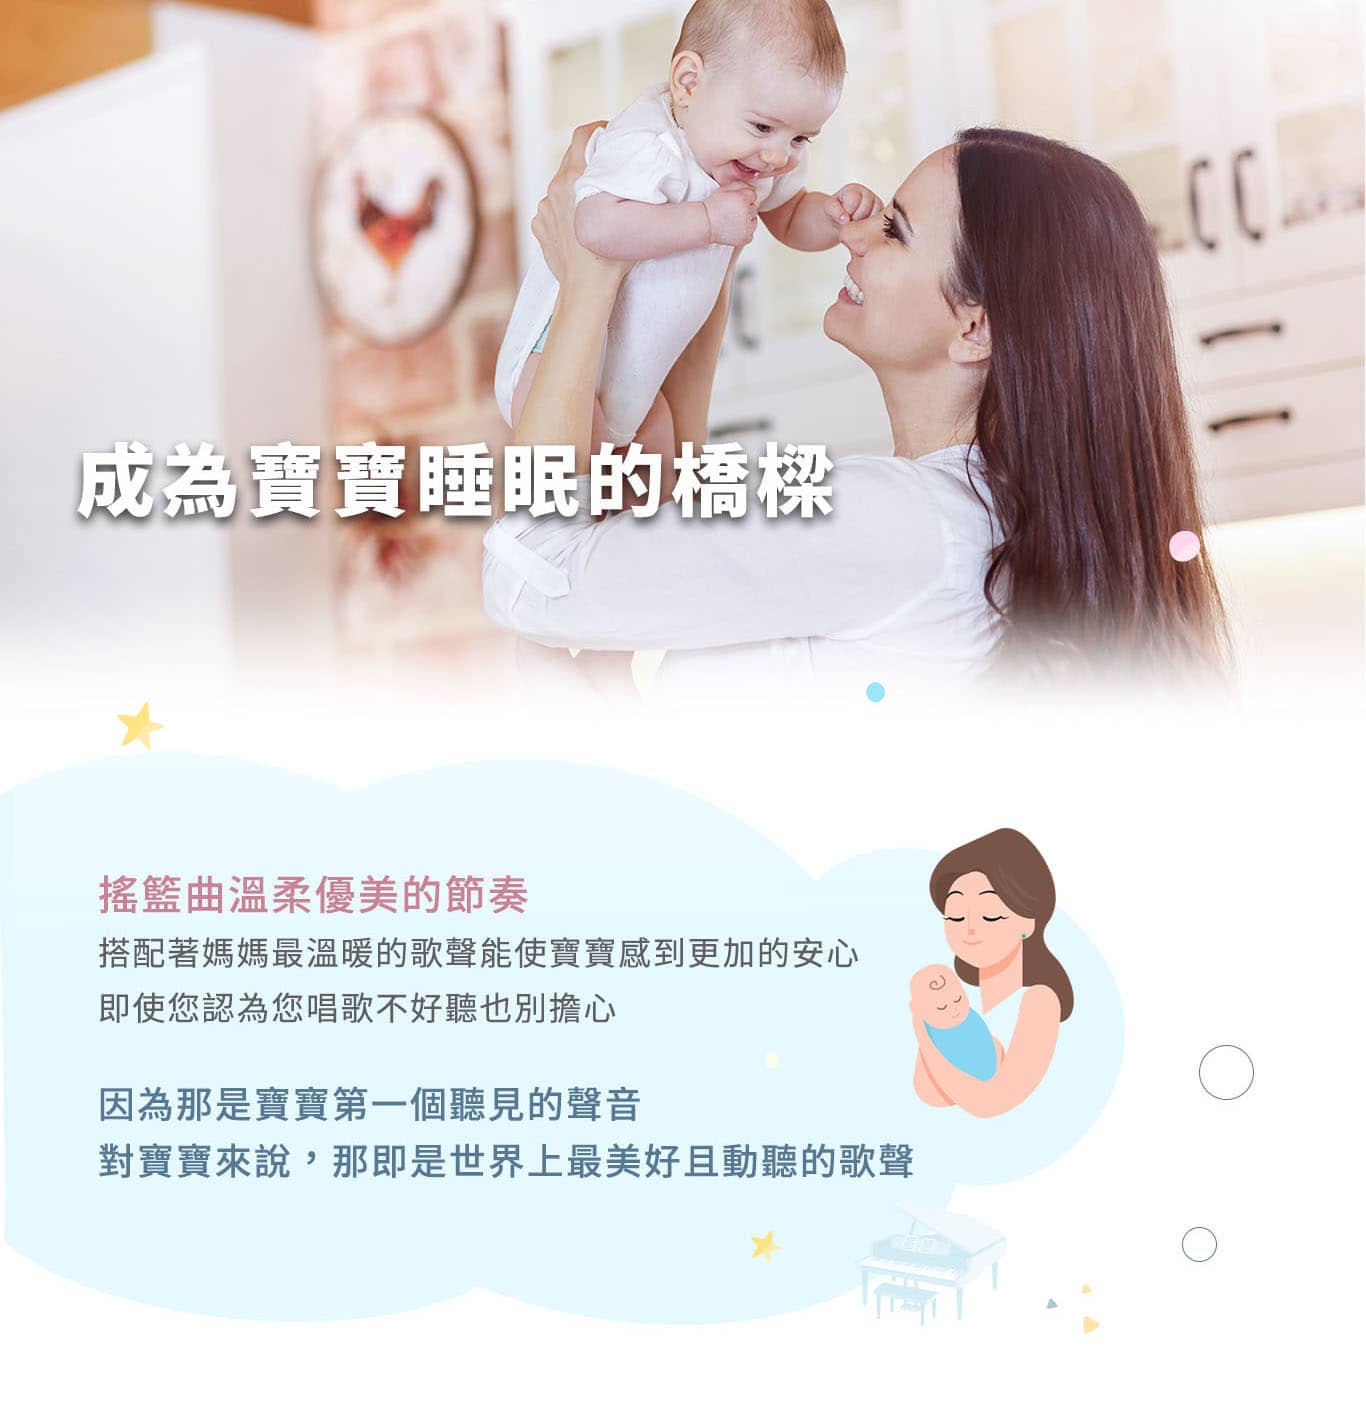 成為寶寶睡眠的橋樑
搖籃曲溫柔優美的節奏
搭配著媽媽最溫暖的歌聲能使寶寶感到更加的安心
即使您認為您唱歌不好聽也別擔心
因為那是寶寶第一個聽見的聲音
對寶寶來說，那即是世界上最美好且動聽的歌聲